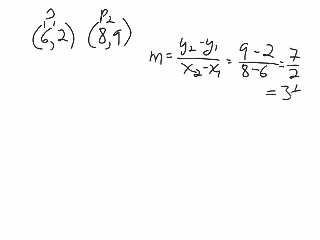 P₁ P₂
(6,2) (8,9)
m = y₂-y₁/x₂-x₁ = 9-2/8-6 = 7/2
= 3½